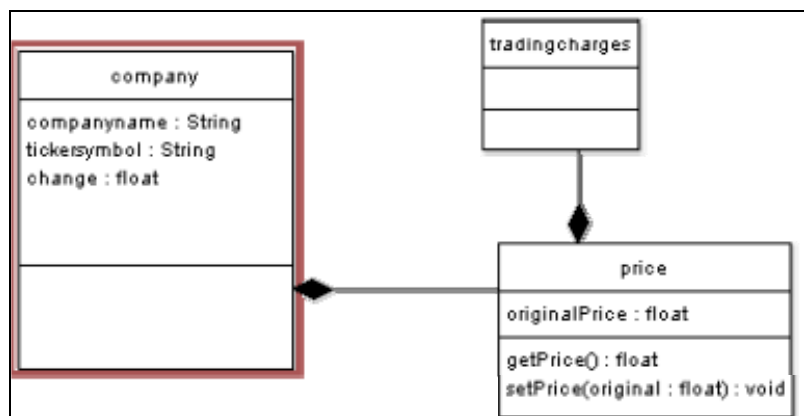 company
companyname : String
tickersymbol : String
change : float
tradingcharges
price
originalPrice : float
getPrice() : float
setPrice(original : float) : void